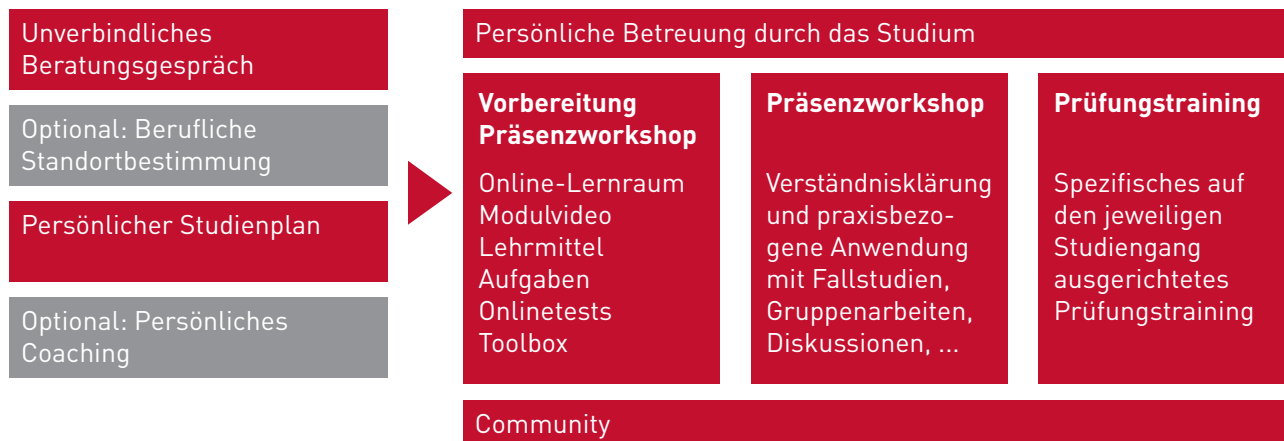 Unverbindliches
Beratungsgespräch
Optional: Berufliche
Standortbestimmung
Persönlicher Studienplan
Optional: Persönliches
Coaching
Persönliche Betreuung durch das Studium
Vorbereitung
Präsenzworkshop
Online-Lernraum
Modulvideo
Lehrmittel
Aufgaben
Onlinetests
Toolbox
Präsenzworkshop
Verständnisklärung
und praxisbezo-
gene Anwendung
mit Fallstudien,
Gruppenarbeiten,
Diskussionen, ...
Prüfungstraining
Spezifisches auf
den jeweiligen
Studiengang
ausgerichtetes
Prüfungstraining
Community